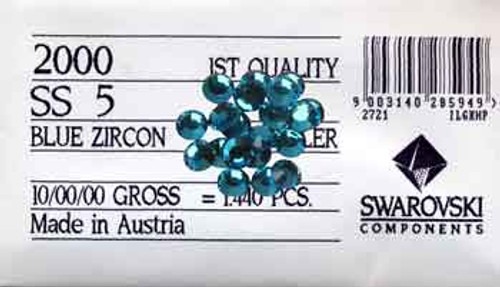 2000 1ST QUALITY
SS 5
BLUE ZIRCON
10/00/00 GROSS = 1.440 PCS.
Made in Austria
9 003140 285949
2721 ILGXHP
SWAROVSKI
COMPONENTS